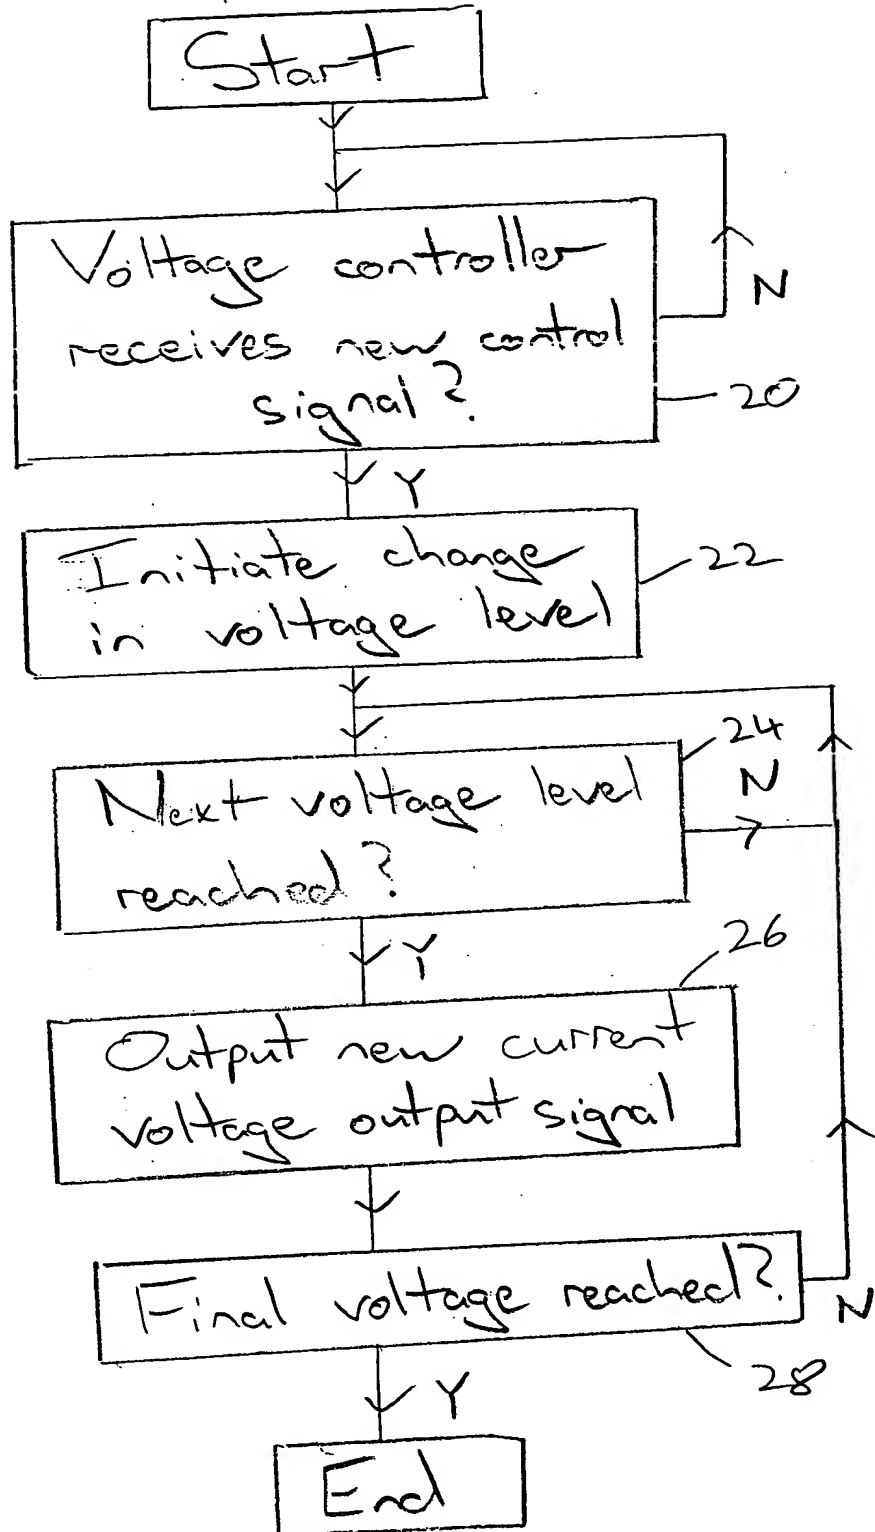 Start
Voltage controller
receives new control
signal?
N
20
Y
Initiate change
in voltage level
22
24
Next voltage level
reached?
N
Y
26
Output new current
voltage output signal
Final voltage reached?
N
28
Y
End